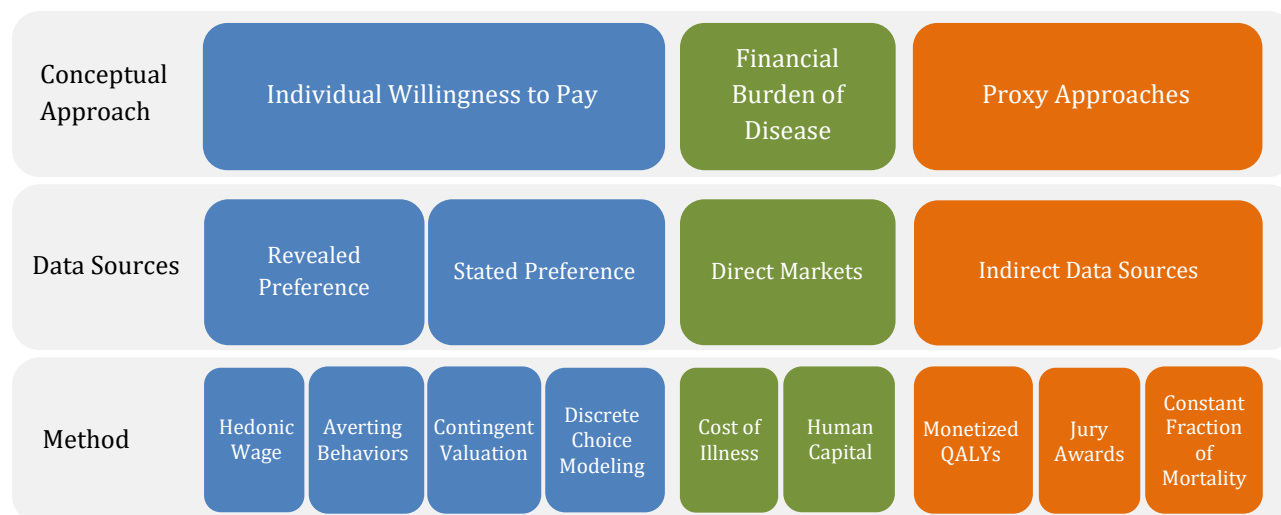 Conceptual
Approach
Individual Willingness to Pay
Financial
Burden of
Disease
Proxy Approaches
Data Sources
Revealed
Preference
Stated Preference
Direct Markets
Indirect Data Sources
Method
Hedonic
Wage
Averting
Behaviors
Contingent
Valuation
Discrete
Choice
Modeling
Cost of
Illness
Human
Capital
Monetized
QALYs
Jury
Awards
Constant
Fraction
of
Mortality